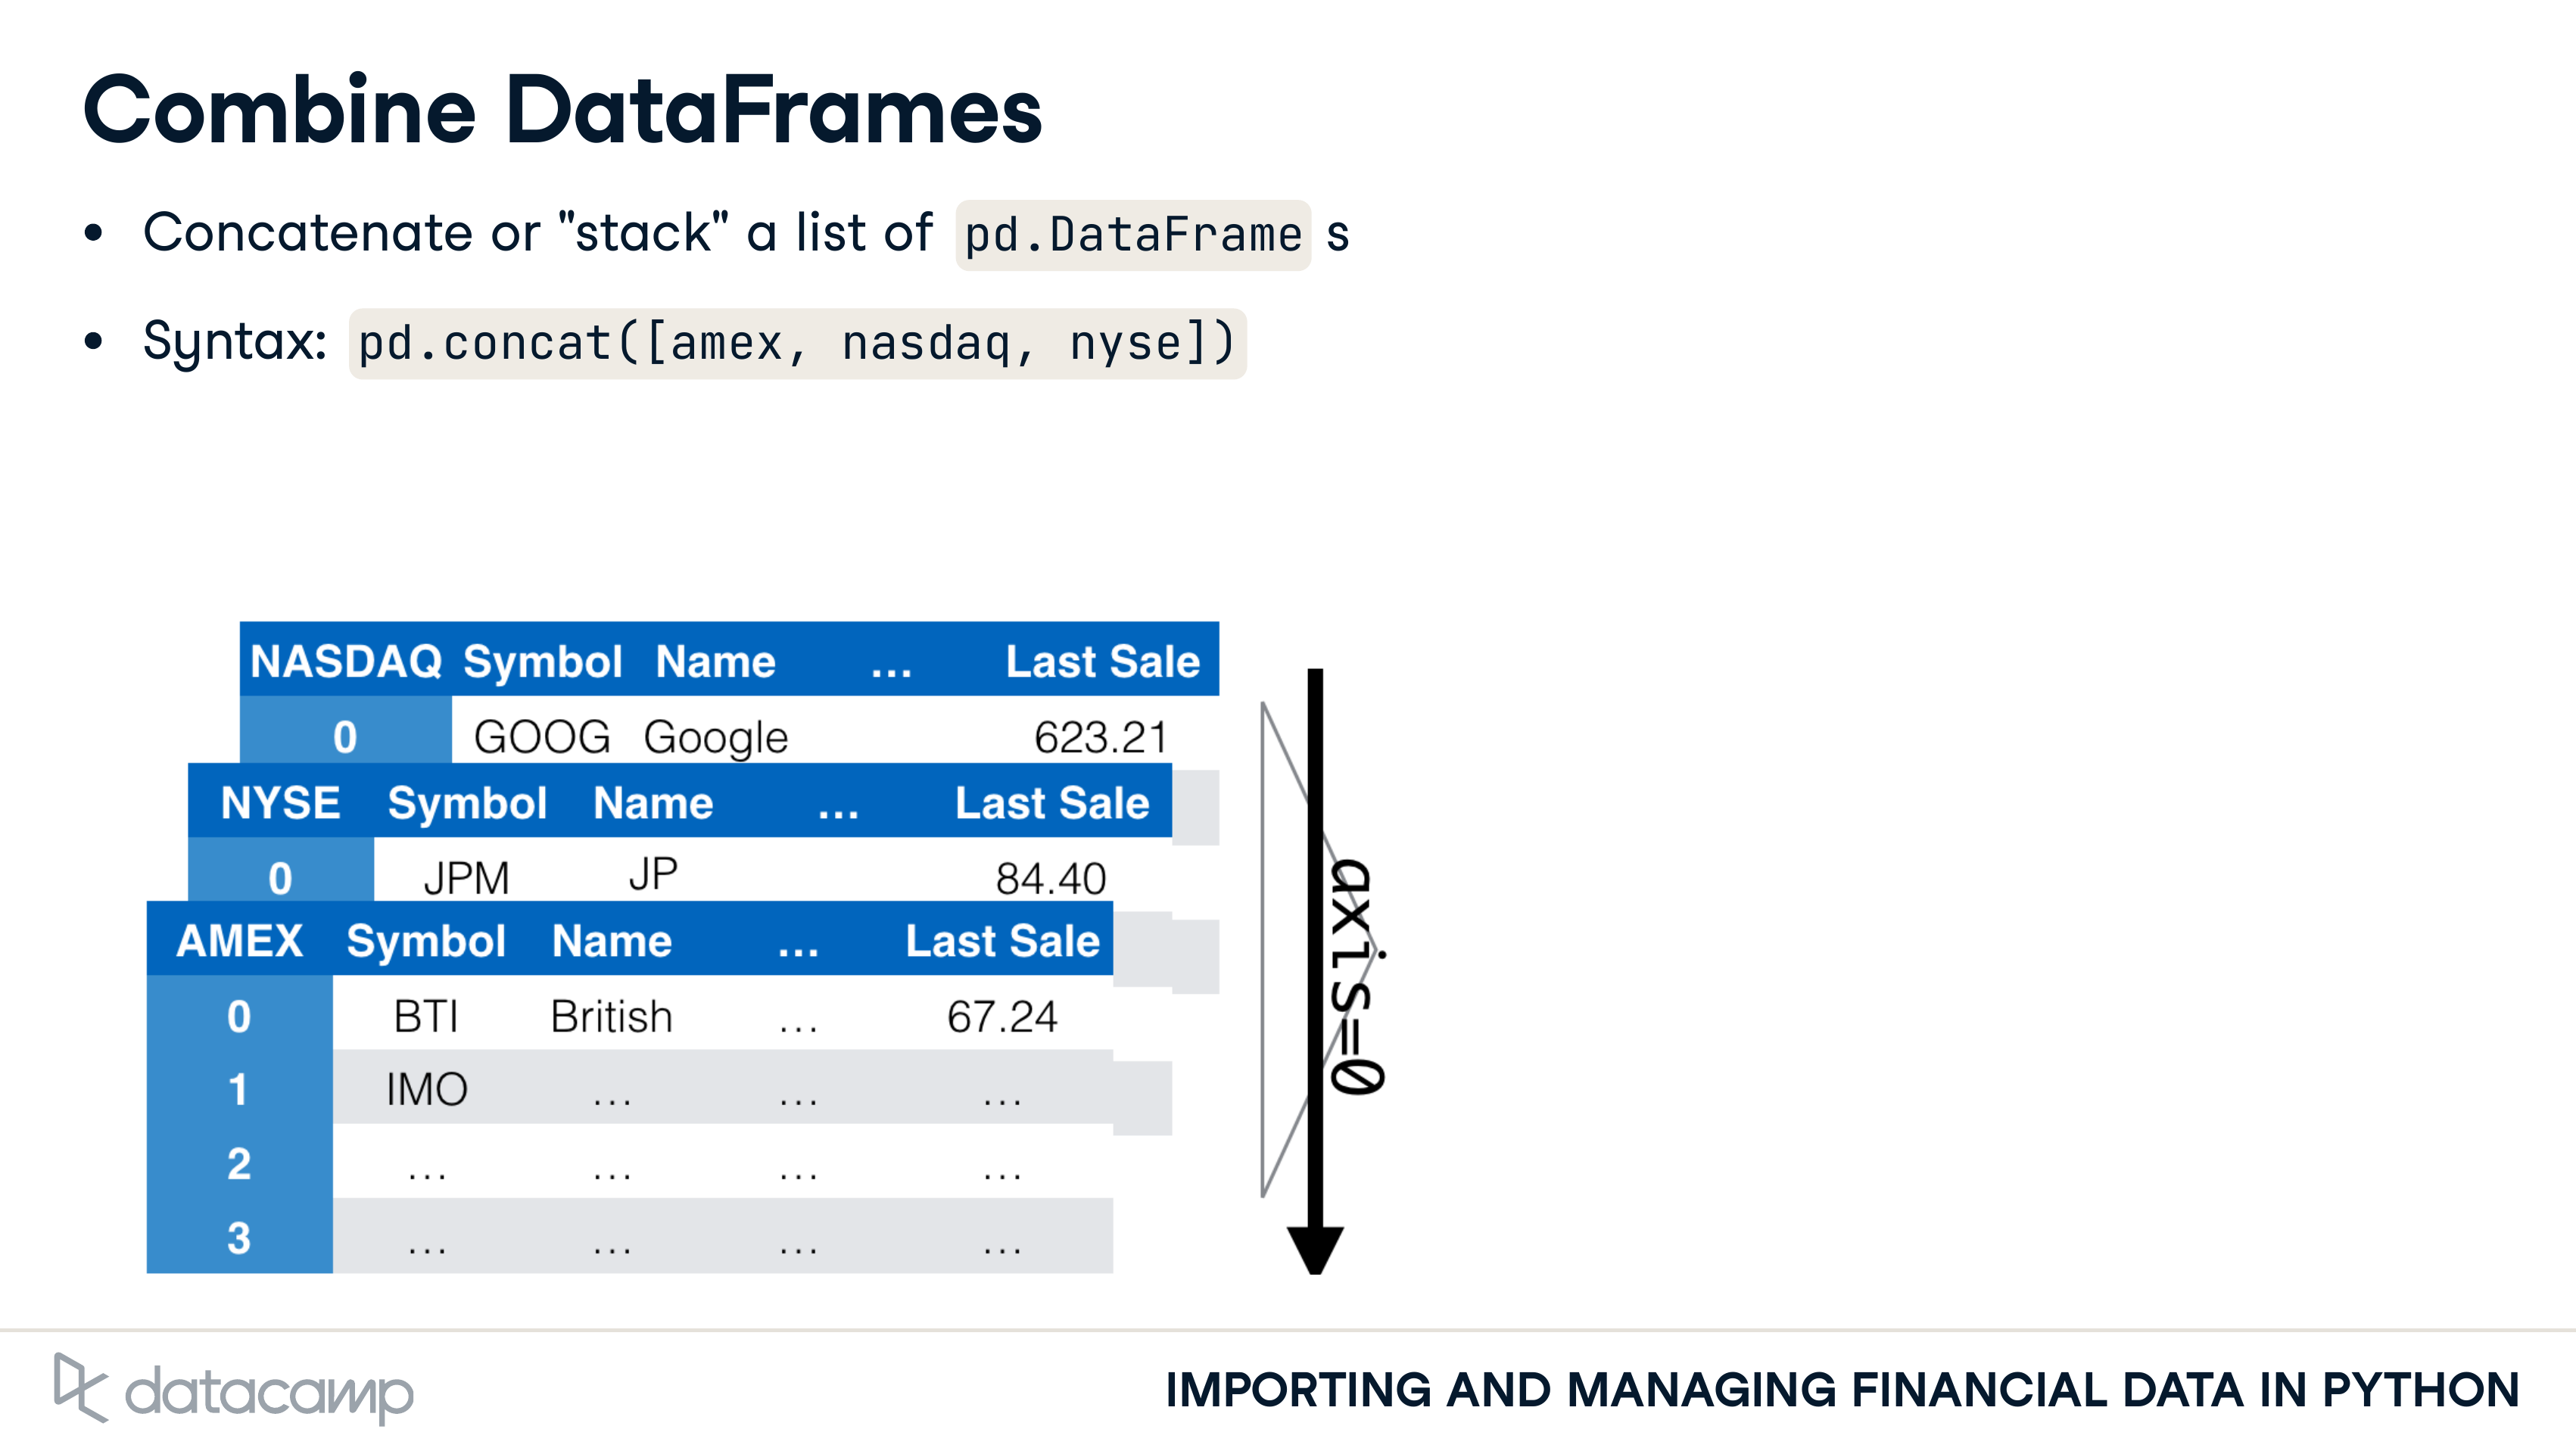 Combine DataFrames
• Concatenate or "stack" a list of pd.DataFrame s
• Syntax: pd.concat([amex, nasdaq, nyse])
NASDAQ Symbol Name ... Last Sale
0 GOOG Google 623.21
NYSE Symbol Name ... Last Sale
0 JPM JP 84.40
AMEX Symbol Name ... Last Sale
0 BTI British ... 67.24
1 IMO ... ... ...
2 ... ... ... ...
3 ... ... ... ...
axis=0
datacamp
IMPORTING AND MANAGING FINANCIAL DATA IN PYTHON